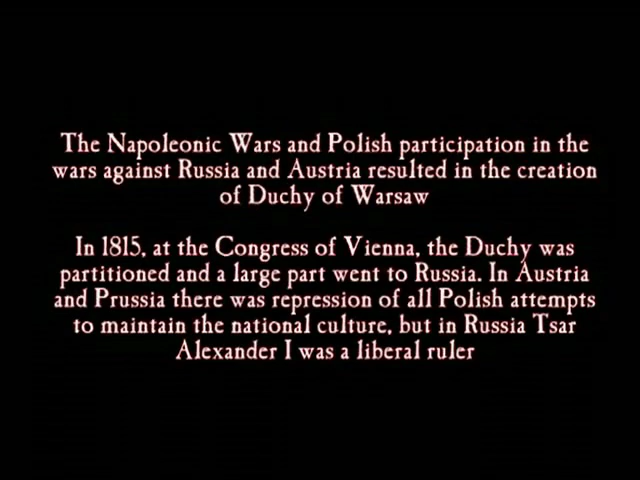 The Napoleonic Wars and Polish participation in the
wars against Russia and Austria resulted in the creation
of Duchy of Warsaw
In 1815, at the Congress of Vienna, the Duchy was
partitioned and a large part went to Russia. In Austria
and Prussia there was repression of all Polish attempts
to maintain the national culture, but in Russia Tsar
Alexander I was a liberal ruler